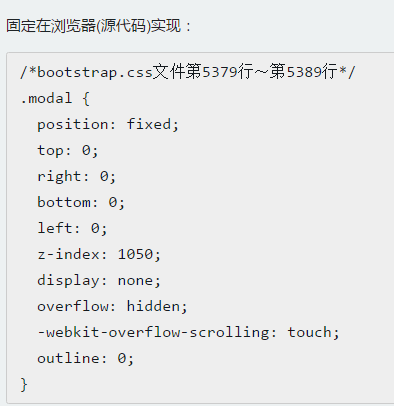 固定在浏览器(源代码)实现：
/*bootstrap.css文件第5379行～第5389行*/
.modal {
  position: fixed;
  top: 0;
  right: 0;
  bottom: 0;
  left: 0;
  z-index: 1050;
  display: none;
  overflow: hidden;
  -webkit-overflow-scrolling: touch;
  outline: 0;
}